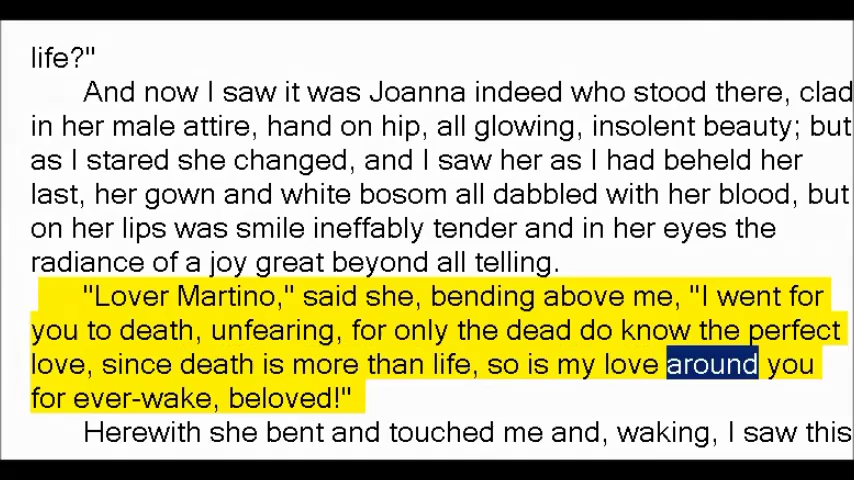 life?"
And now I saw it was Joanna indeed who stood there, clad
in her male attire, hand on hip, all glowing, insolent beauty; but
as I stared she changed, and I saw her as I had beheld her
last, her gown and white bosom all dabbled with her blood, but
on her lips was smile ineffably tender and in her eyes the
radiance of a joy great beyond all telling.
"Lover Martino," said she, bending above me, "I went for
you to death, unfearing, for only the dead do know the perfect
love, since death is more than life, so is my love around you
for ever-wake, beloved!"
Herewith she bent and touched me and, waking, I saw this